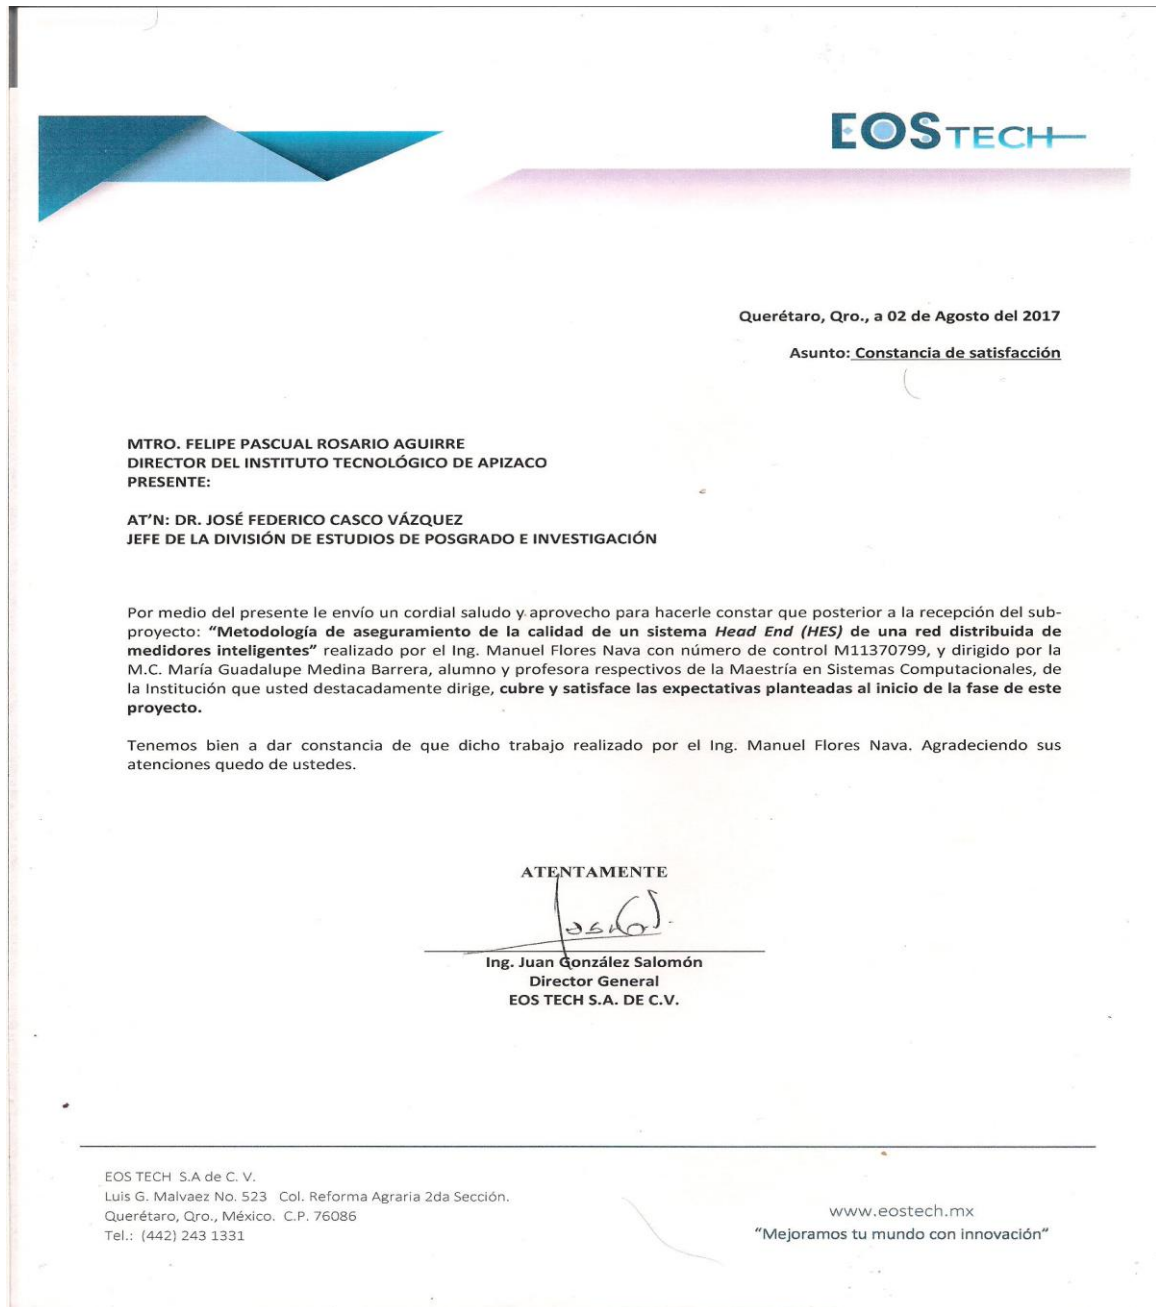 EOSTECH
Querétaro, Qro., a 02 de Agosto del 2017
Asunto: Constancia de satisfacción
MTRO. FELIPE PASCUAL ROSARIO AGUIRRE
DIRECTOR DEL INSTITUTO TECNOLÓGICO DE APIZACO
PRESENTE:
AT'N: DR. JOSÉ FEDERICO CASCO VÁZQUEZ
JEFE DE LA DIVISIÓN DE ESTUDIOS DE POSGRADO E INVESTIGACIÓN
Por medio del presente le envío un cordial saludo y aprovecho para hacerle constar que posterior a la recepción del sub-
proyecto: “Metodología de aseguramiento de la calidad de un sistema Head End (HES) de una red distribuida de
medidores inteligentes” realizado por el Ing. Manuel Flores Nava con número de control M11370799, y dirigido por la
M.C. María Guadalupe Medina Barrera, alumno y profesora respectivos de la Maestría en Sistemas Computacionales, de
la Institución que usted destacadamente dirige, cubre y satisface las expectativas planteadas al inicio de la fase de este
proyecto.
Tenemos bien a dar constancia de que dicho trabajo realizado por el Ing. Manuel Flores Nava. Agradeciendo sus
atenciones quedo de ustedes.
ATENTAMENTE
Ing. Juan González Salomón
Director General
EOS TECH S.A. DE C.V.
EOS TECH S.A de C. V.
Luis G. Malvaez No. 523 Col. Reforma Agraria 2da Sección.
Querétaro, Qro., México. C.P. 76086
Tel.: (442) 243 1331
www.eostech.mx
“Mejoramos tu mundo con innovación”